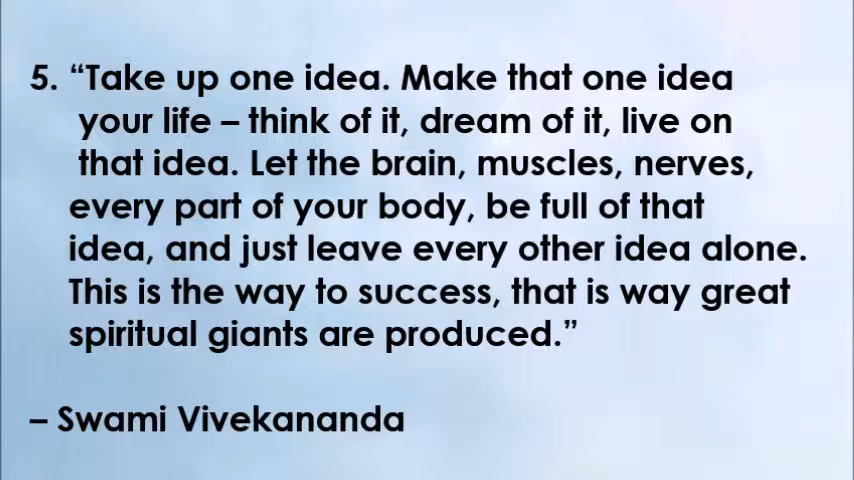 5. “Take up one idea. Make that one idea
your life – think of it, dream of it, live on
that idea. Let the brain, muscles, nerves,
every part of your body, be full of that
idea, and just leave every other idea alone.
This is the way to success, that is way great
spiritual giants are produced.”
– Swami Vivekananda